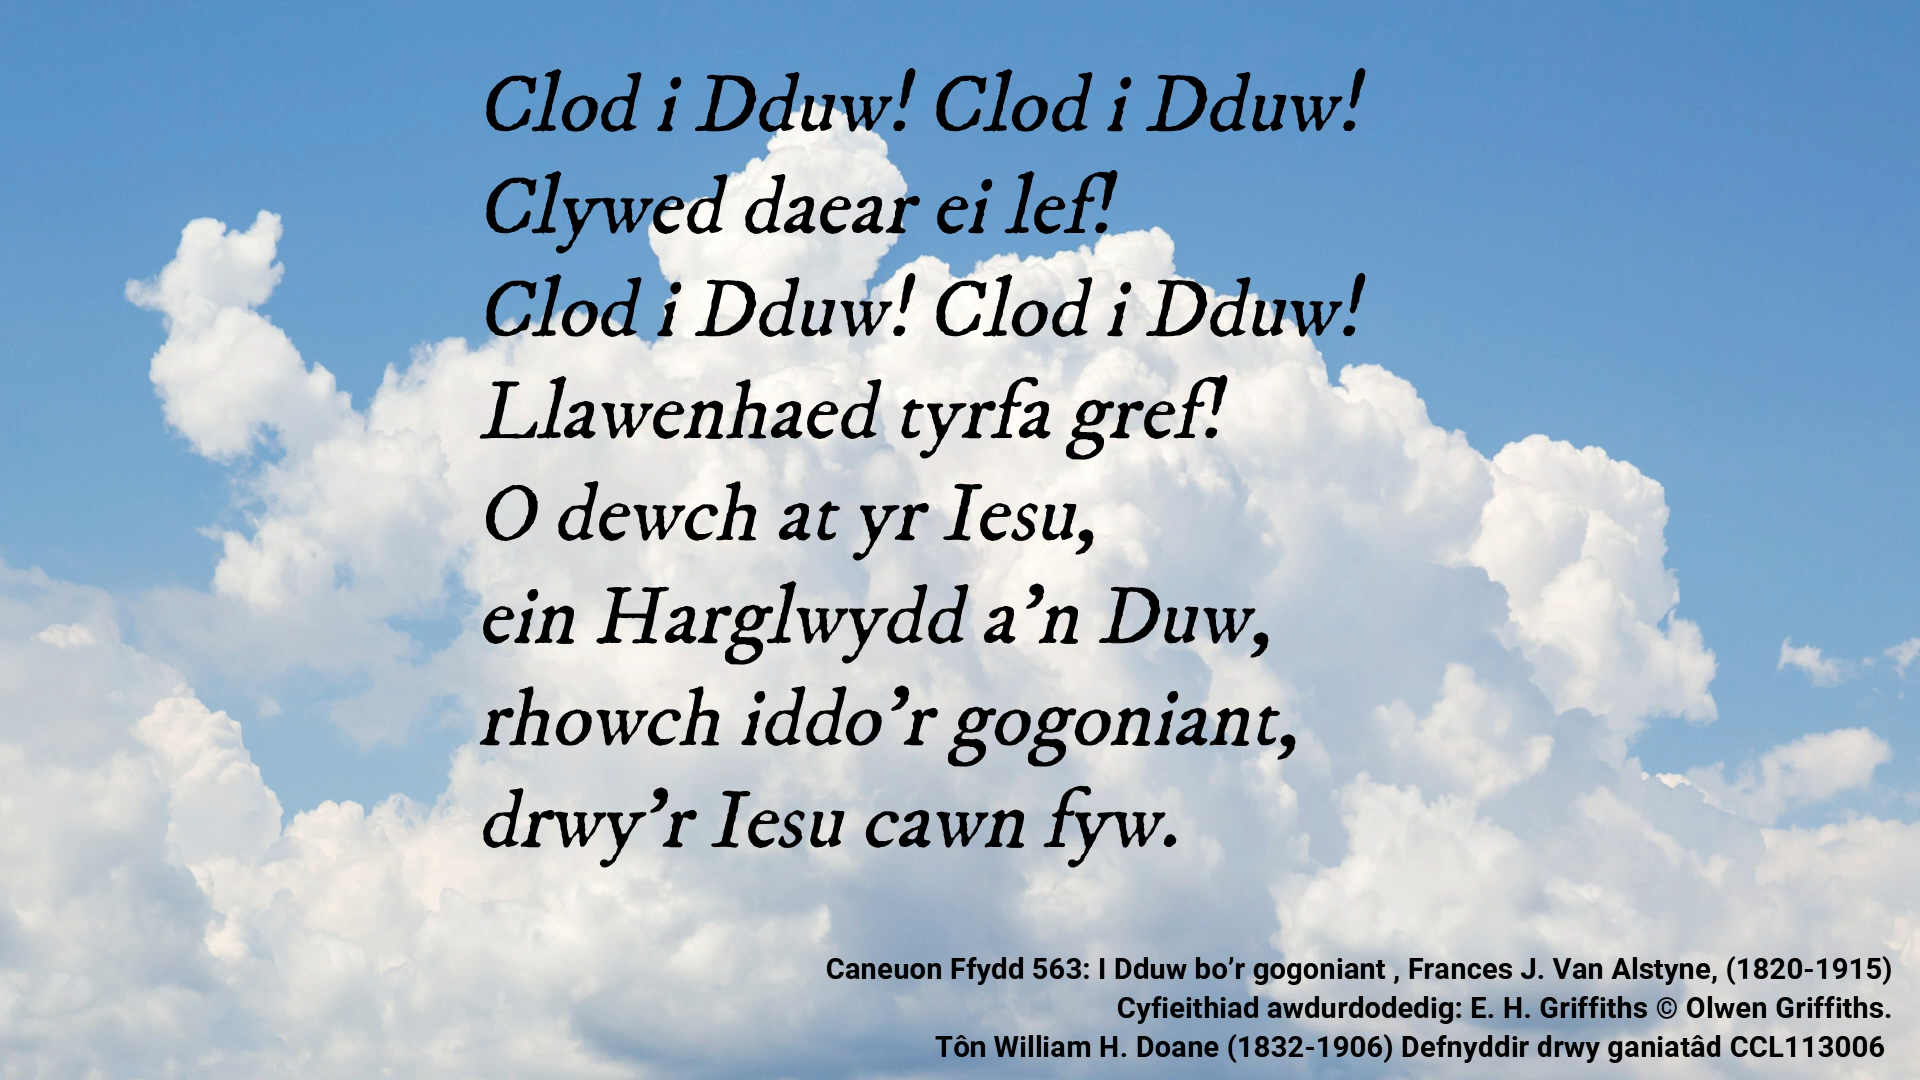 Clod i Dduw! Clod i Dduw!
Clywed daear ei lef!
Clod i Dduw! Clod i Dduw!
Llawenhaed tyrfa gref!
O dewch at yr Iesu,
ein Harglwydd a’n Duw,
rhowch iddo’r gogoniant,
drwy’r Iesu cawn fyw.
Caneuon Ffydd 563: I Dduw bo’r gogoniant , Frances J. Van Alstyne, (1820-1915)
Cyfieithiad awdurdodedig: E. H. Griffiths © Olwen Griffiths.
Tôn William H. Doane (1832-1906) Defnyddir drwy ganiatâd CCL113006